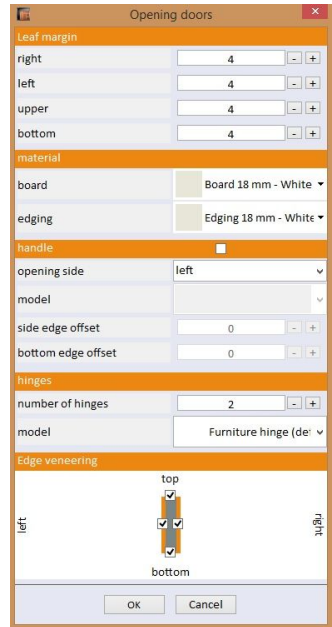 Opening doors
Leaf margin
right 4 - +
left 4 - +
upper 4 - +
bottom 4 - +
material
board Board 18 mm - White
edging Edging 18 mm - White
handle
opening side left
model
side edge offset 0 - +
bottom edge offset 0 - +
hinges
number of hinges 2 - +
model Furniture hinge (de
Edge veneering
top
left right
bottom
OK Cancel